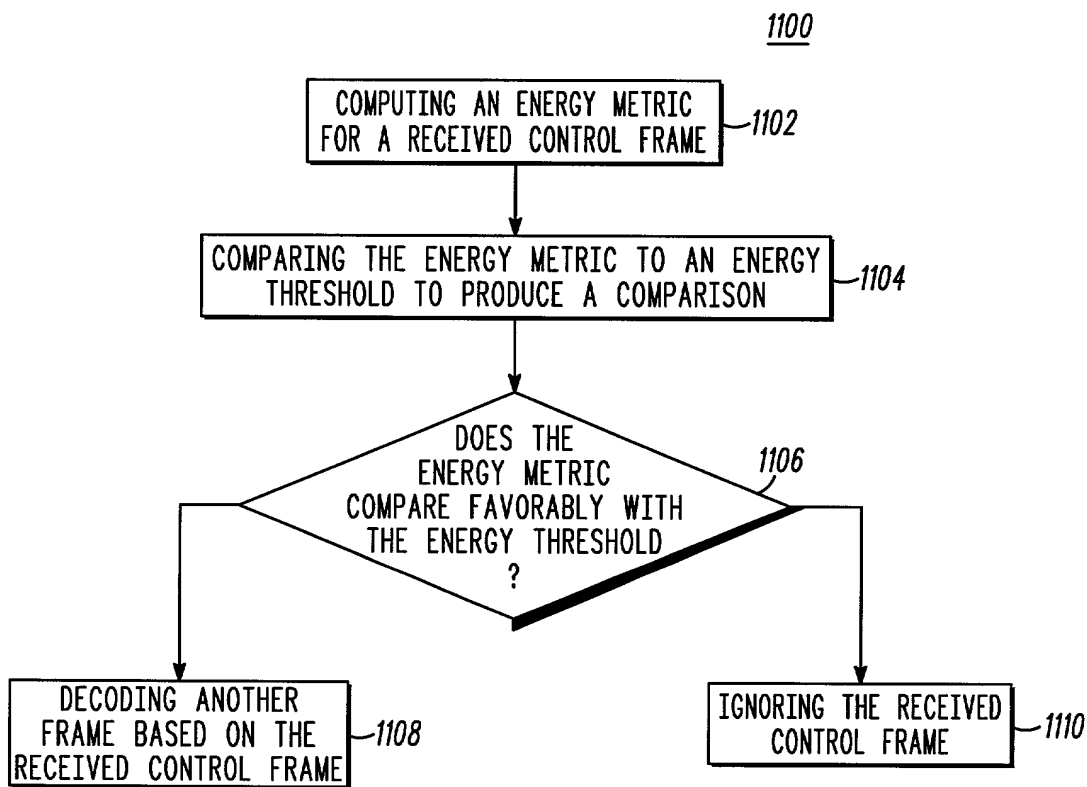 1100
COMPUTING AN ENERGY METRIC
FOR A RECEIVED CONTROL FRAME
1102
COMPARING THE ENERGY METRIC TO AN ENERGY
THRESHOLD TO PRODUCE A COMPARISON
1104
DOES THE
ENERGY METRIC
COMPARE FAVORABLY WITH
THE ENERGY THRESHOLD
?
1106
DECODING ANOTHER
FRAME BASED ON THE
RECEIVED CONTROL FRAME
1108
IGNORING THE RECEIVED
CONTROL FRAME
1110